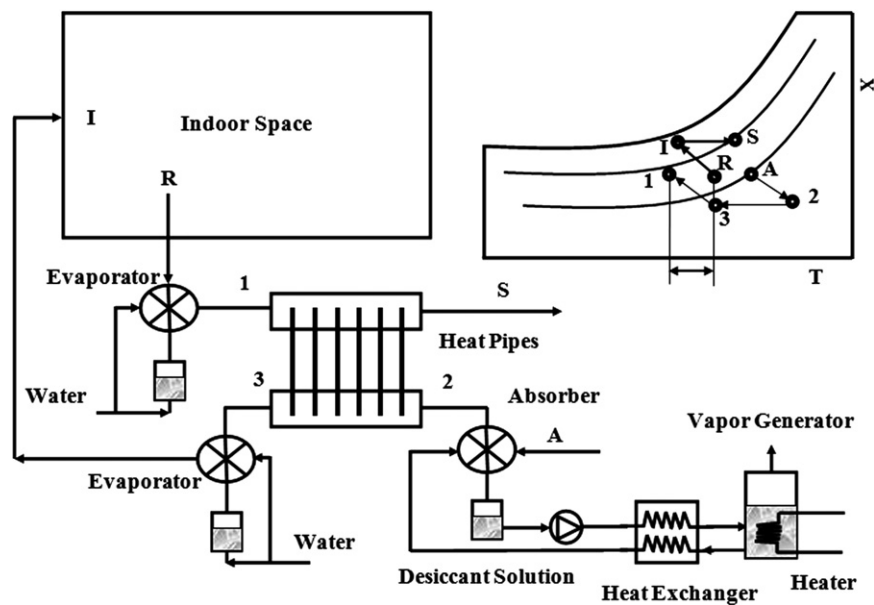 I
Indoor Space
R
Evaporator
1
S
Heat Pipes
Water
3
2
Absorber
A
Vapor Generator
Evaporator
Water
Desiccant Solution
Heat Exchanger
Heater
I
S
R
A
1
2
3
X
T